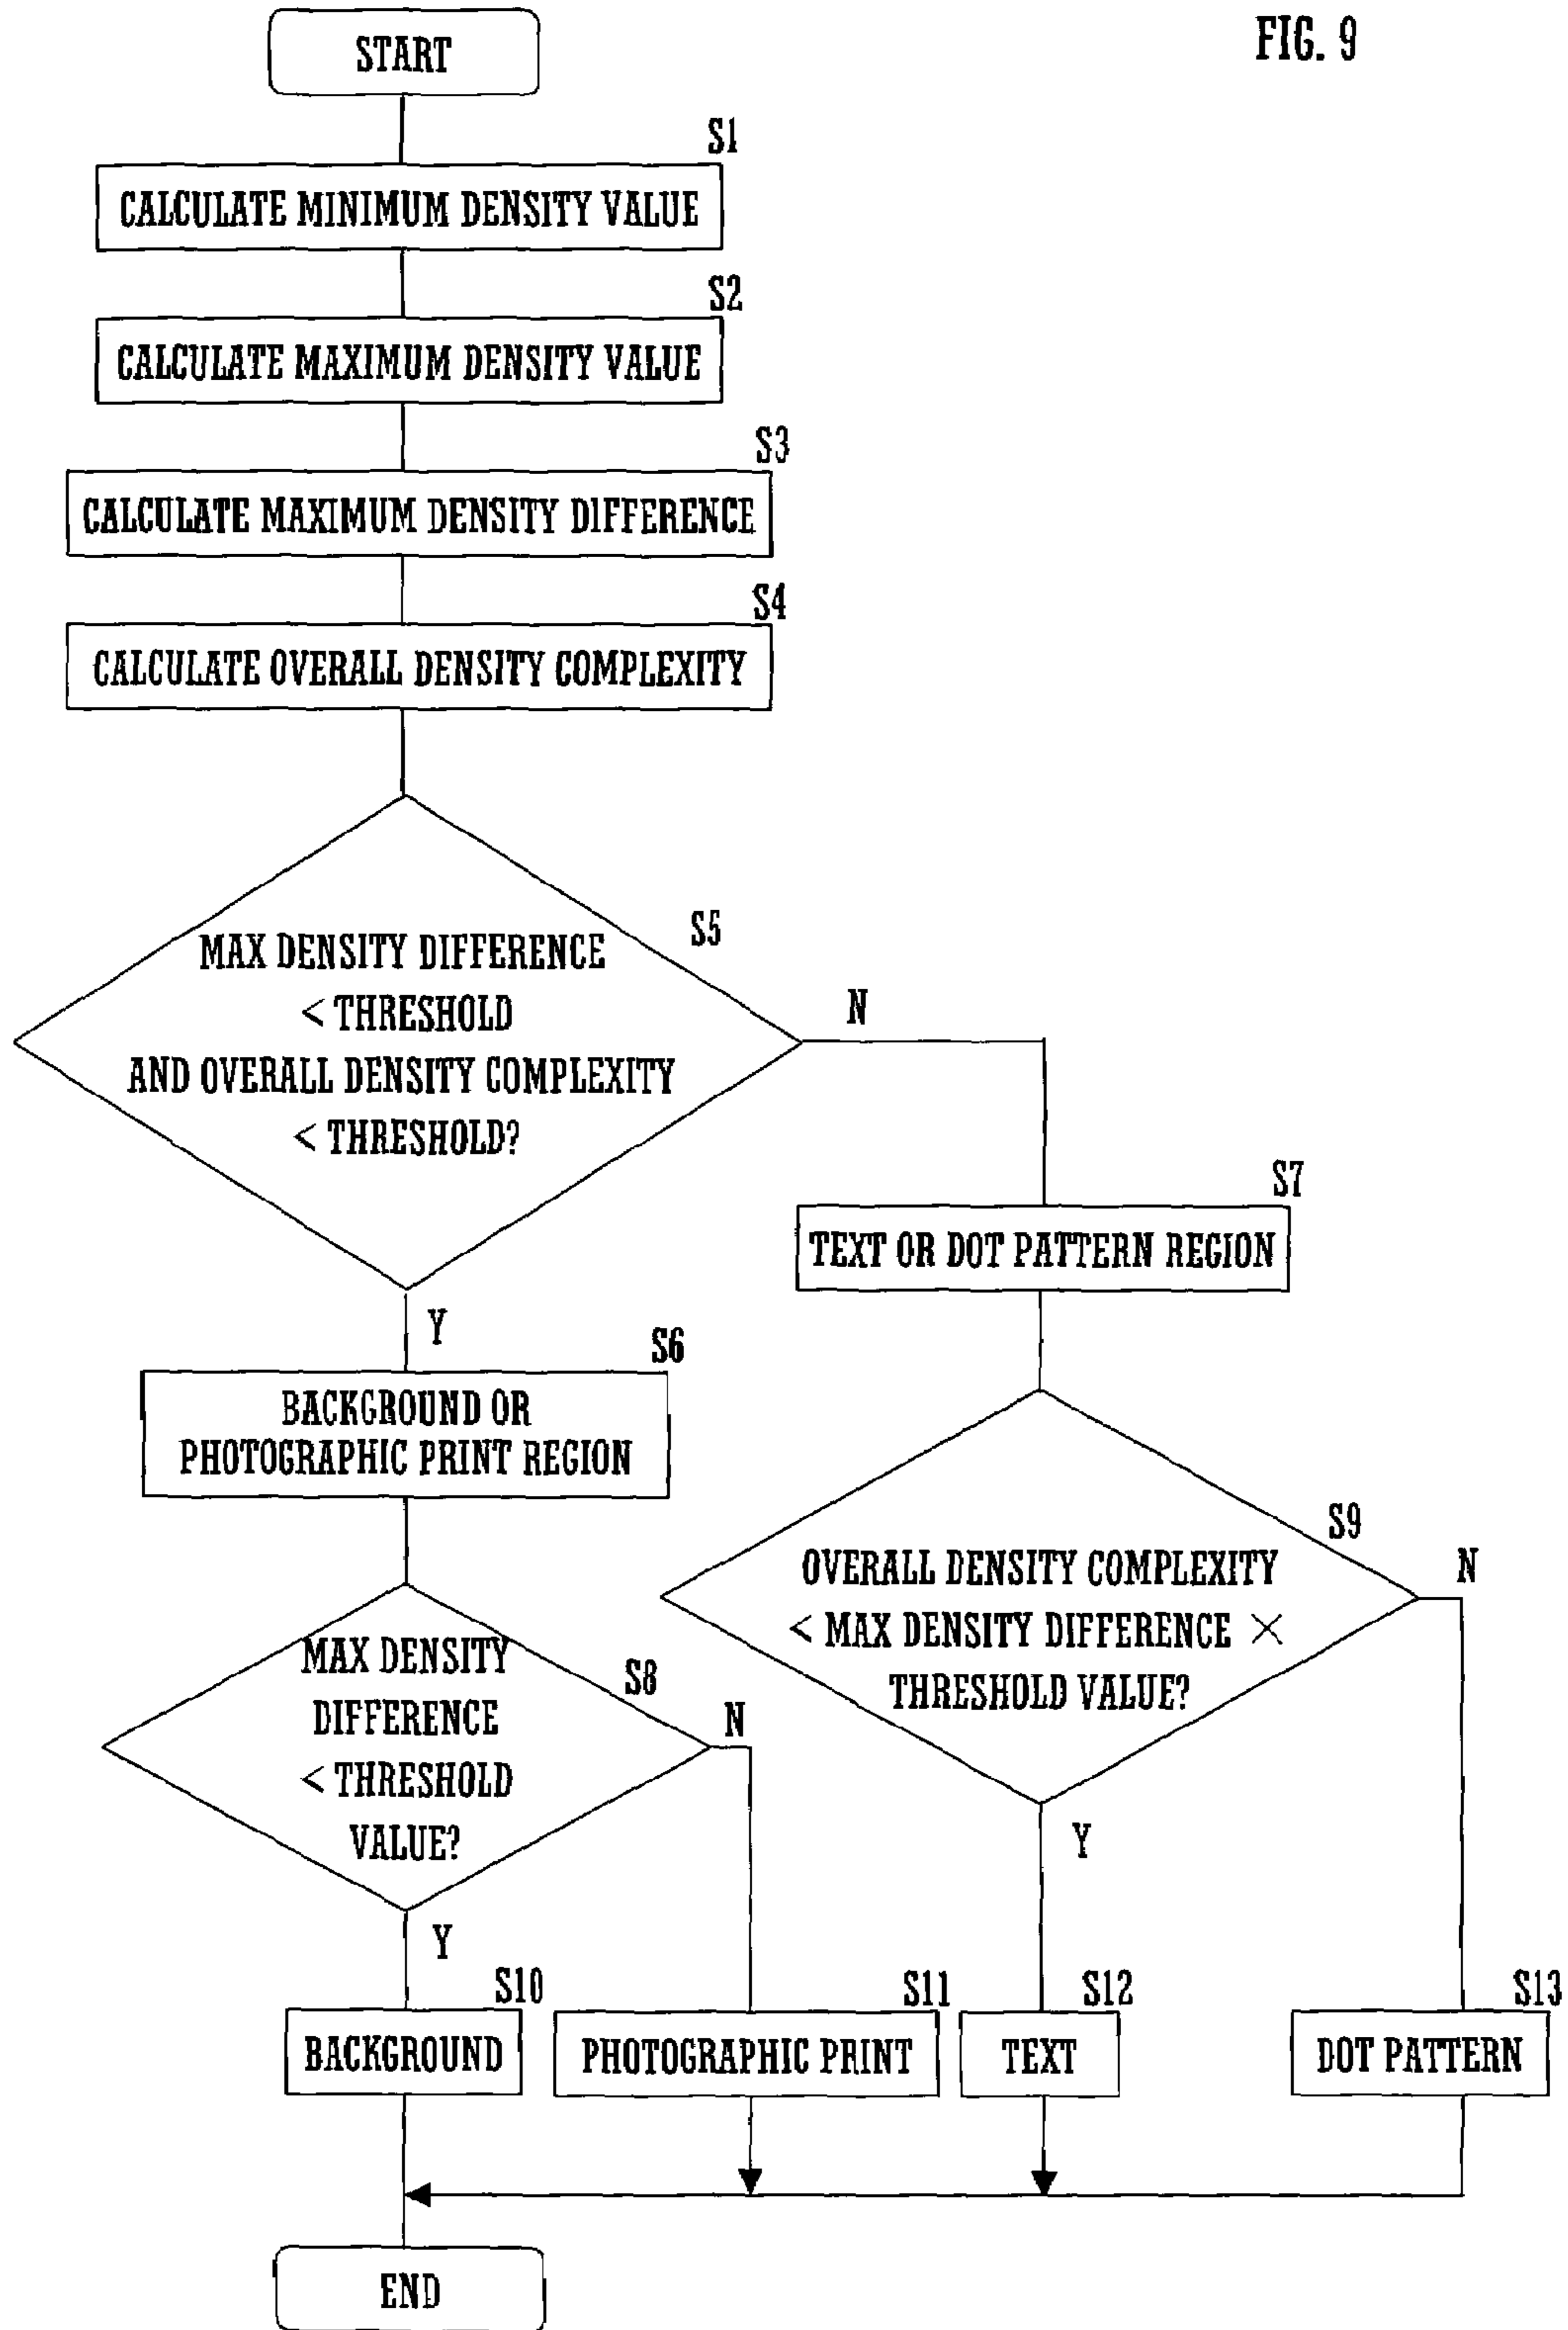 FIG. 9
START
S1
CALCULATE MINIMUM DENSITY VALUE
S2
CALCULATE MAXIMUM DENSITY VALUE
S3
CALCULATE MAXIMUM DENSITY DIFFERENCE
S4
CALCULATE OVERALL DENSITY COMPLEXITY
S5
MAX DENSITY DIFFERENCE
< THRESHOLD
AND OVERALL DENSITY COMPLEXITY
< THRESHOLD?
N
Y
S7
TEXT OR DOT PATTERN REGION
S6
BACKGROUND OR
PHOTOGRAPHIC PRINT REGION
S9
OVERALL DENSITY COMPLEXITY
< MAX DENSITY DIFFERENCE ×
THRESHOLD VALUE?
N
Y
S8
MAX DENSITY
DIFFERENCE
< THRESHOLD
VALUE?
N
Y
S10
BACKGROUND
S11
PHOTOGRAPHIC PRINT
S12
TEXT
S13
DOT PATTERN
END